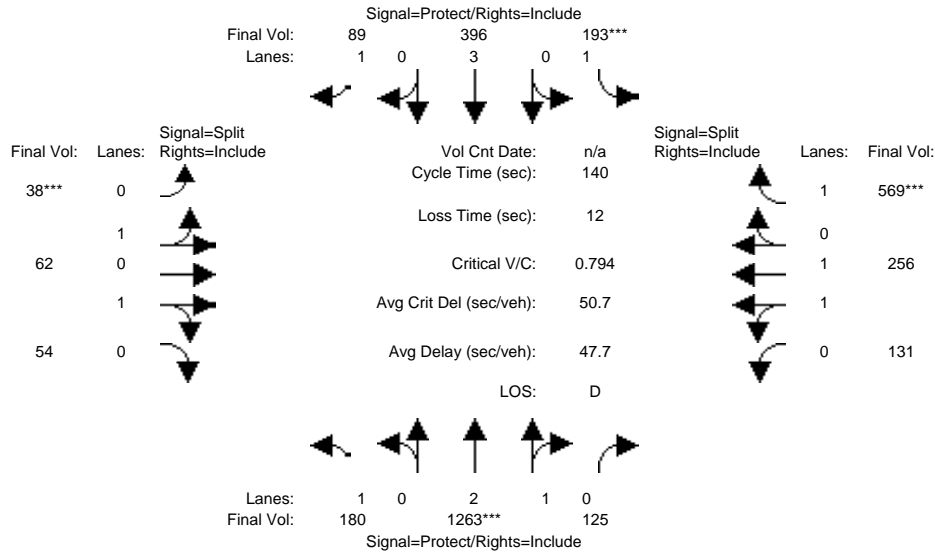 Signal=Protect/Rights=Include
Final Vol: 89 396 193***
Lanes: 1 0 3 0 1
Signal=Split Signal=Split
Final Vol: Lanes: Rights=Include Vol Cnt Date: n/a Rights=Include Lanes: Final Vol:
Cycle Time (sec): 140
38*** 0 1 569***
Loss Time (sec): 12
1 0
62 0 Critical V/C: 0.794 1 256
1 Avg Crit Del (sec/veh): 50.7 1
54 0 Avg Delay (sec/veh): 47.7 0 131
LOS: D
Lanes: 1 0 2 1 0
Final Vol: 180 1263*** 125
Signal=Protect/Rights=Include